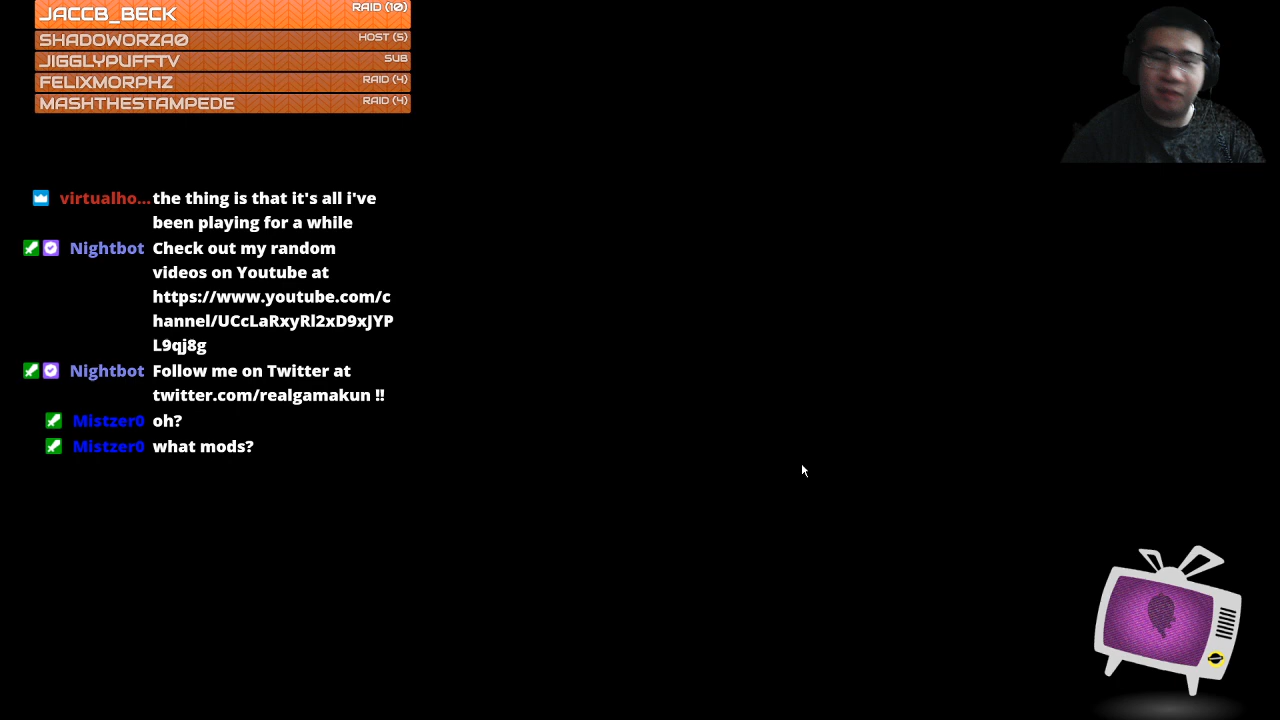 JACCB_BECK RAID (10)
SHADOWORZA0 HOST (5)
JIGGLYPUFFTV SUB
FELIXMORPHZ RAID (4)
MASHTHESTAMPEDE RAID (4)
virtualho... the thing is that it's all i've
been playing for a while
Nightbot Check out my random
videos on Youtube at
https://www.youtube.com/c
hannel/UCcLaRxyRl2xD9xJYP
L9qj8g
Nightbot Follow me on Twitter at
twitter.com/realgamakun !!
Mistzer0 oh?
Mistzer0 what mods?